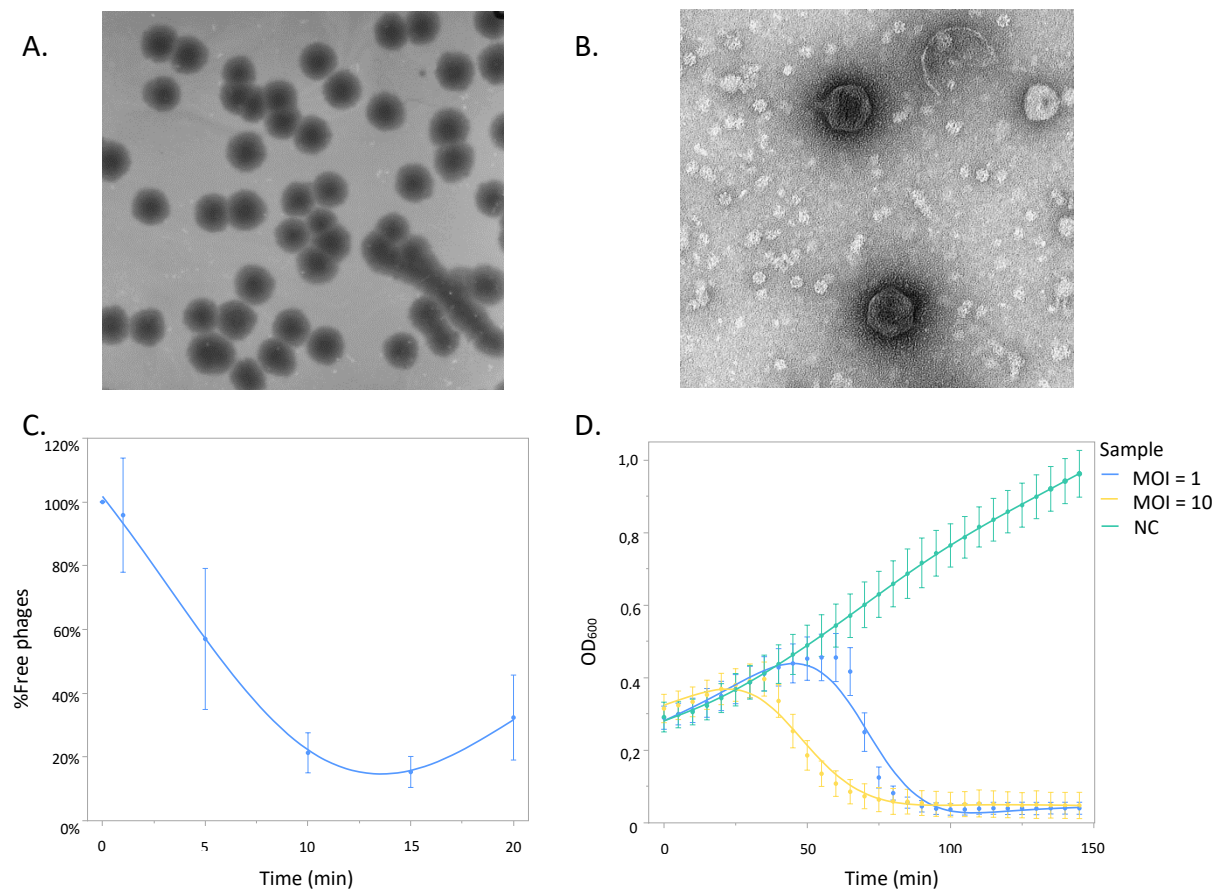 A.
B.
C.
120%
100%
80%
60%
40%
20%
0%
%Free phages
0
5
10
15
20
Time (min)
D.
1,0
0,8
0,6
0,4
0,2
0
OD₆₀₀
0
50
100
150
Time (min)
Sample
MOI = 1
MOI = 10
NC